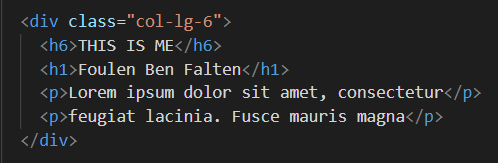 <div class="col-lg-6">
<h6>THIS IS ME</h6>
<h1>Foulen Ben Falten</h1>
<p>Lorem ipsum dolor sit amet, consectetur</p>
<p>feugiat lacinia. Fusce mauris magna</p>
</div>